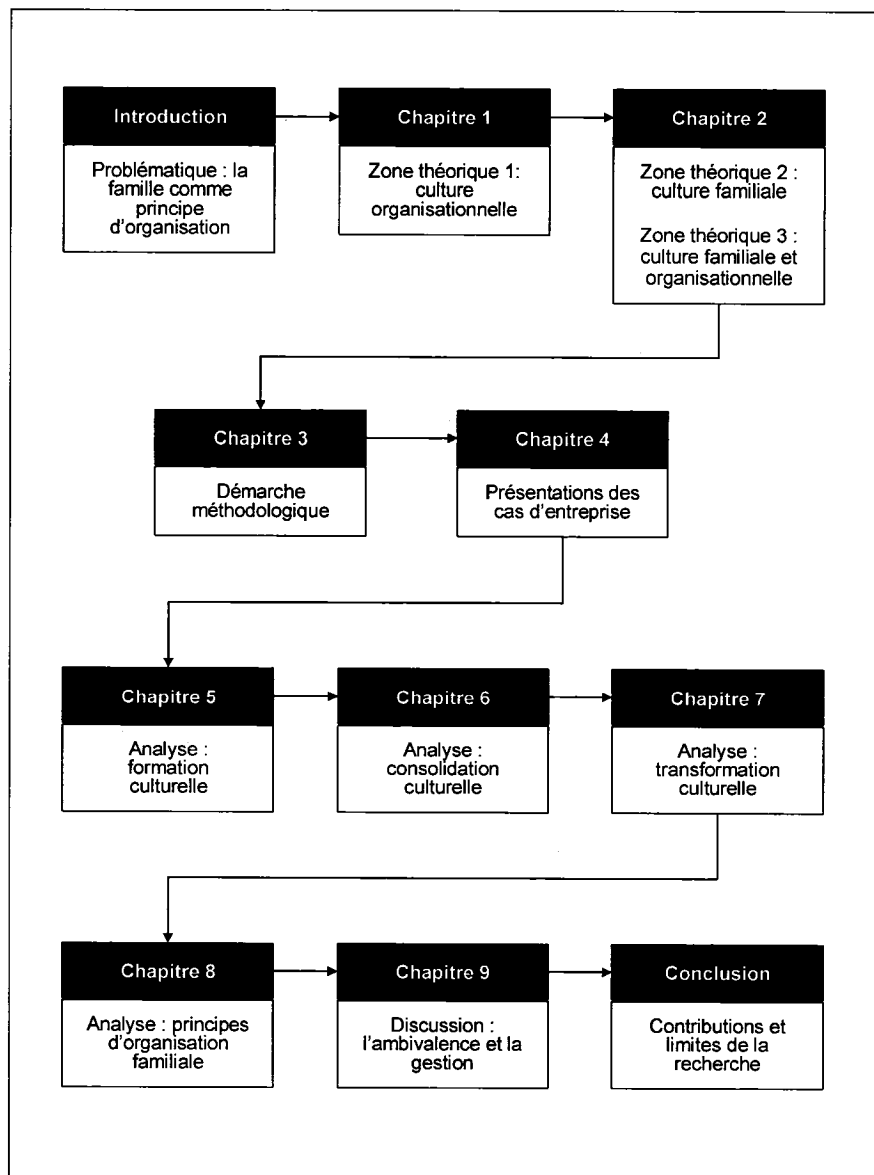 Introduction
Problématique : la
famille comme
principe
d'organisation
Chapitre 1
Zone théorique 1:
culture
organisationnelle
Chapitre 2
Zone théorique 2 :
culture familiale
Zone théorique 3 :
culture familiale et
organisationnelle
Chapitre 3
Démarche
méthodologique
Chapitre 4
Présentations des
cas d'entreprise
Chapitre 5
Analyse :
formation
culturelle
Chapitre 6
Analyse :
consolidation
culturelle
Chapitre 7
Analyse :
transformation
culturelle
Chapitre 8
Analyse : principes
d'organisation
familiale
Chapitre 9
Discussion :
l'ambivalence et la
gestion
Conclusion
Contributions et
limites de la
recherche